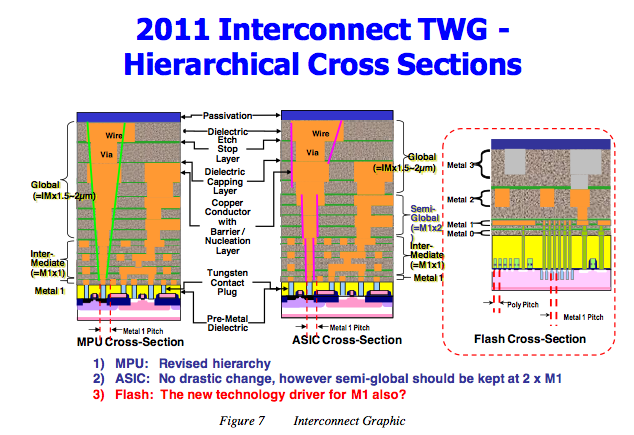 2011 Interconnect TWG -
Hierarchical Cross Sections
Passivation
Dielectric
Etch
Stop
Layer
Dielectric
Capping
Layer
Copper
Conductor
with
Barrier /
Nucleation
Layer
Tungsten
Contact
Plug
Pre-Metal
Dielectric
Wire
Via
Global
(=IMx1.5~2µm)
Inter-
Mediate
(=M1x1)
Metal 1
Metal 1 Pitch
MPU Cross-Section
Wire
Via
Global
(=IMx1.5~2µm)
Semi-
Global
(=M1x2
)
Inter-
Mediate
(=M1x1)
Metal 1
Metal 1 Pitch
ASIC Cross-Section
Metal 3
Metal 2
Metal 1
Metal 0
Poly Pitch
Metal 1 Pitch
Flash Cross-Section
1) MPU: Revised hierarchy
2) ASIC: No drastic change, however semi-global should be kept at 2 x M1
3) Flash: The new technology driver for M1 also?
Figure 7 Interconnect Graphic